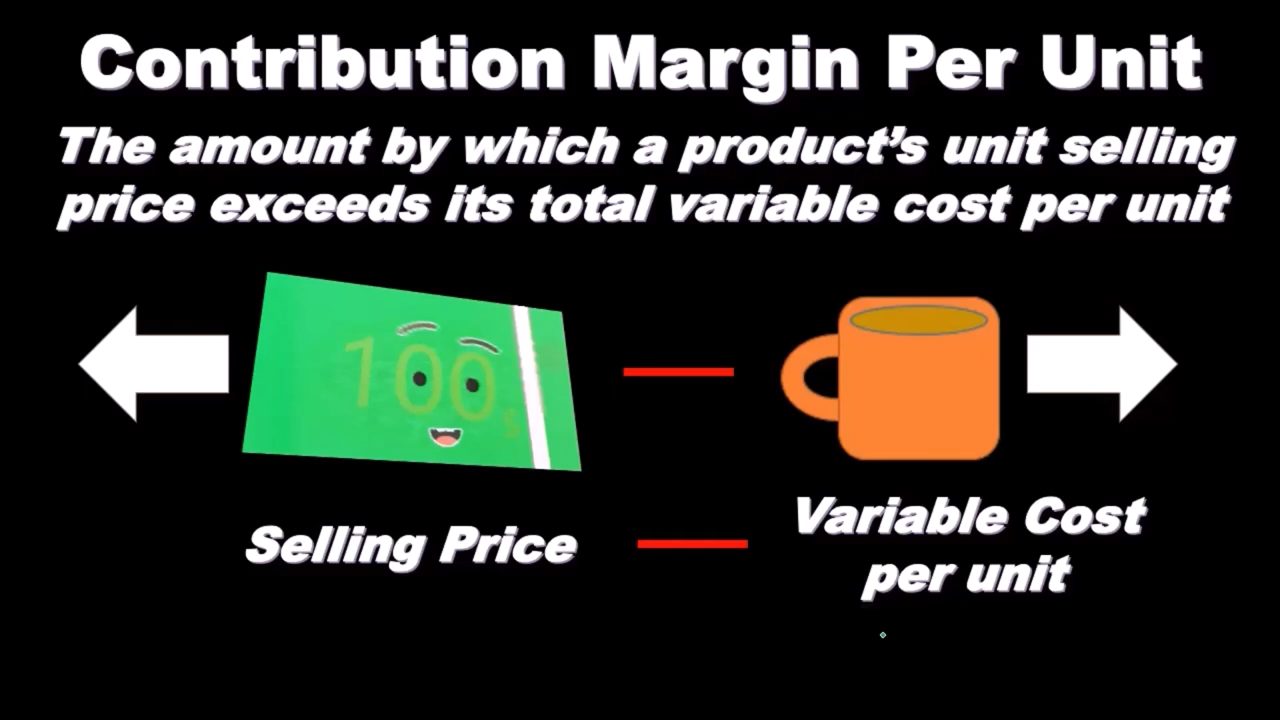 Contribution Margin Per Unit
The amount by which a product’s unit selling
price exceeds its total variable cost per unit
100
Selling Price
Variable Cost
per unit